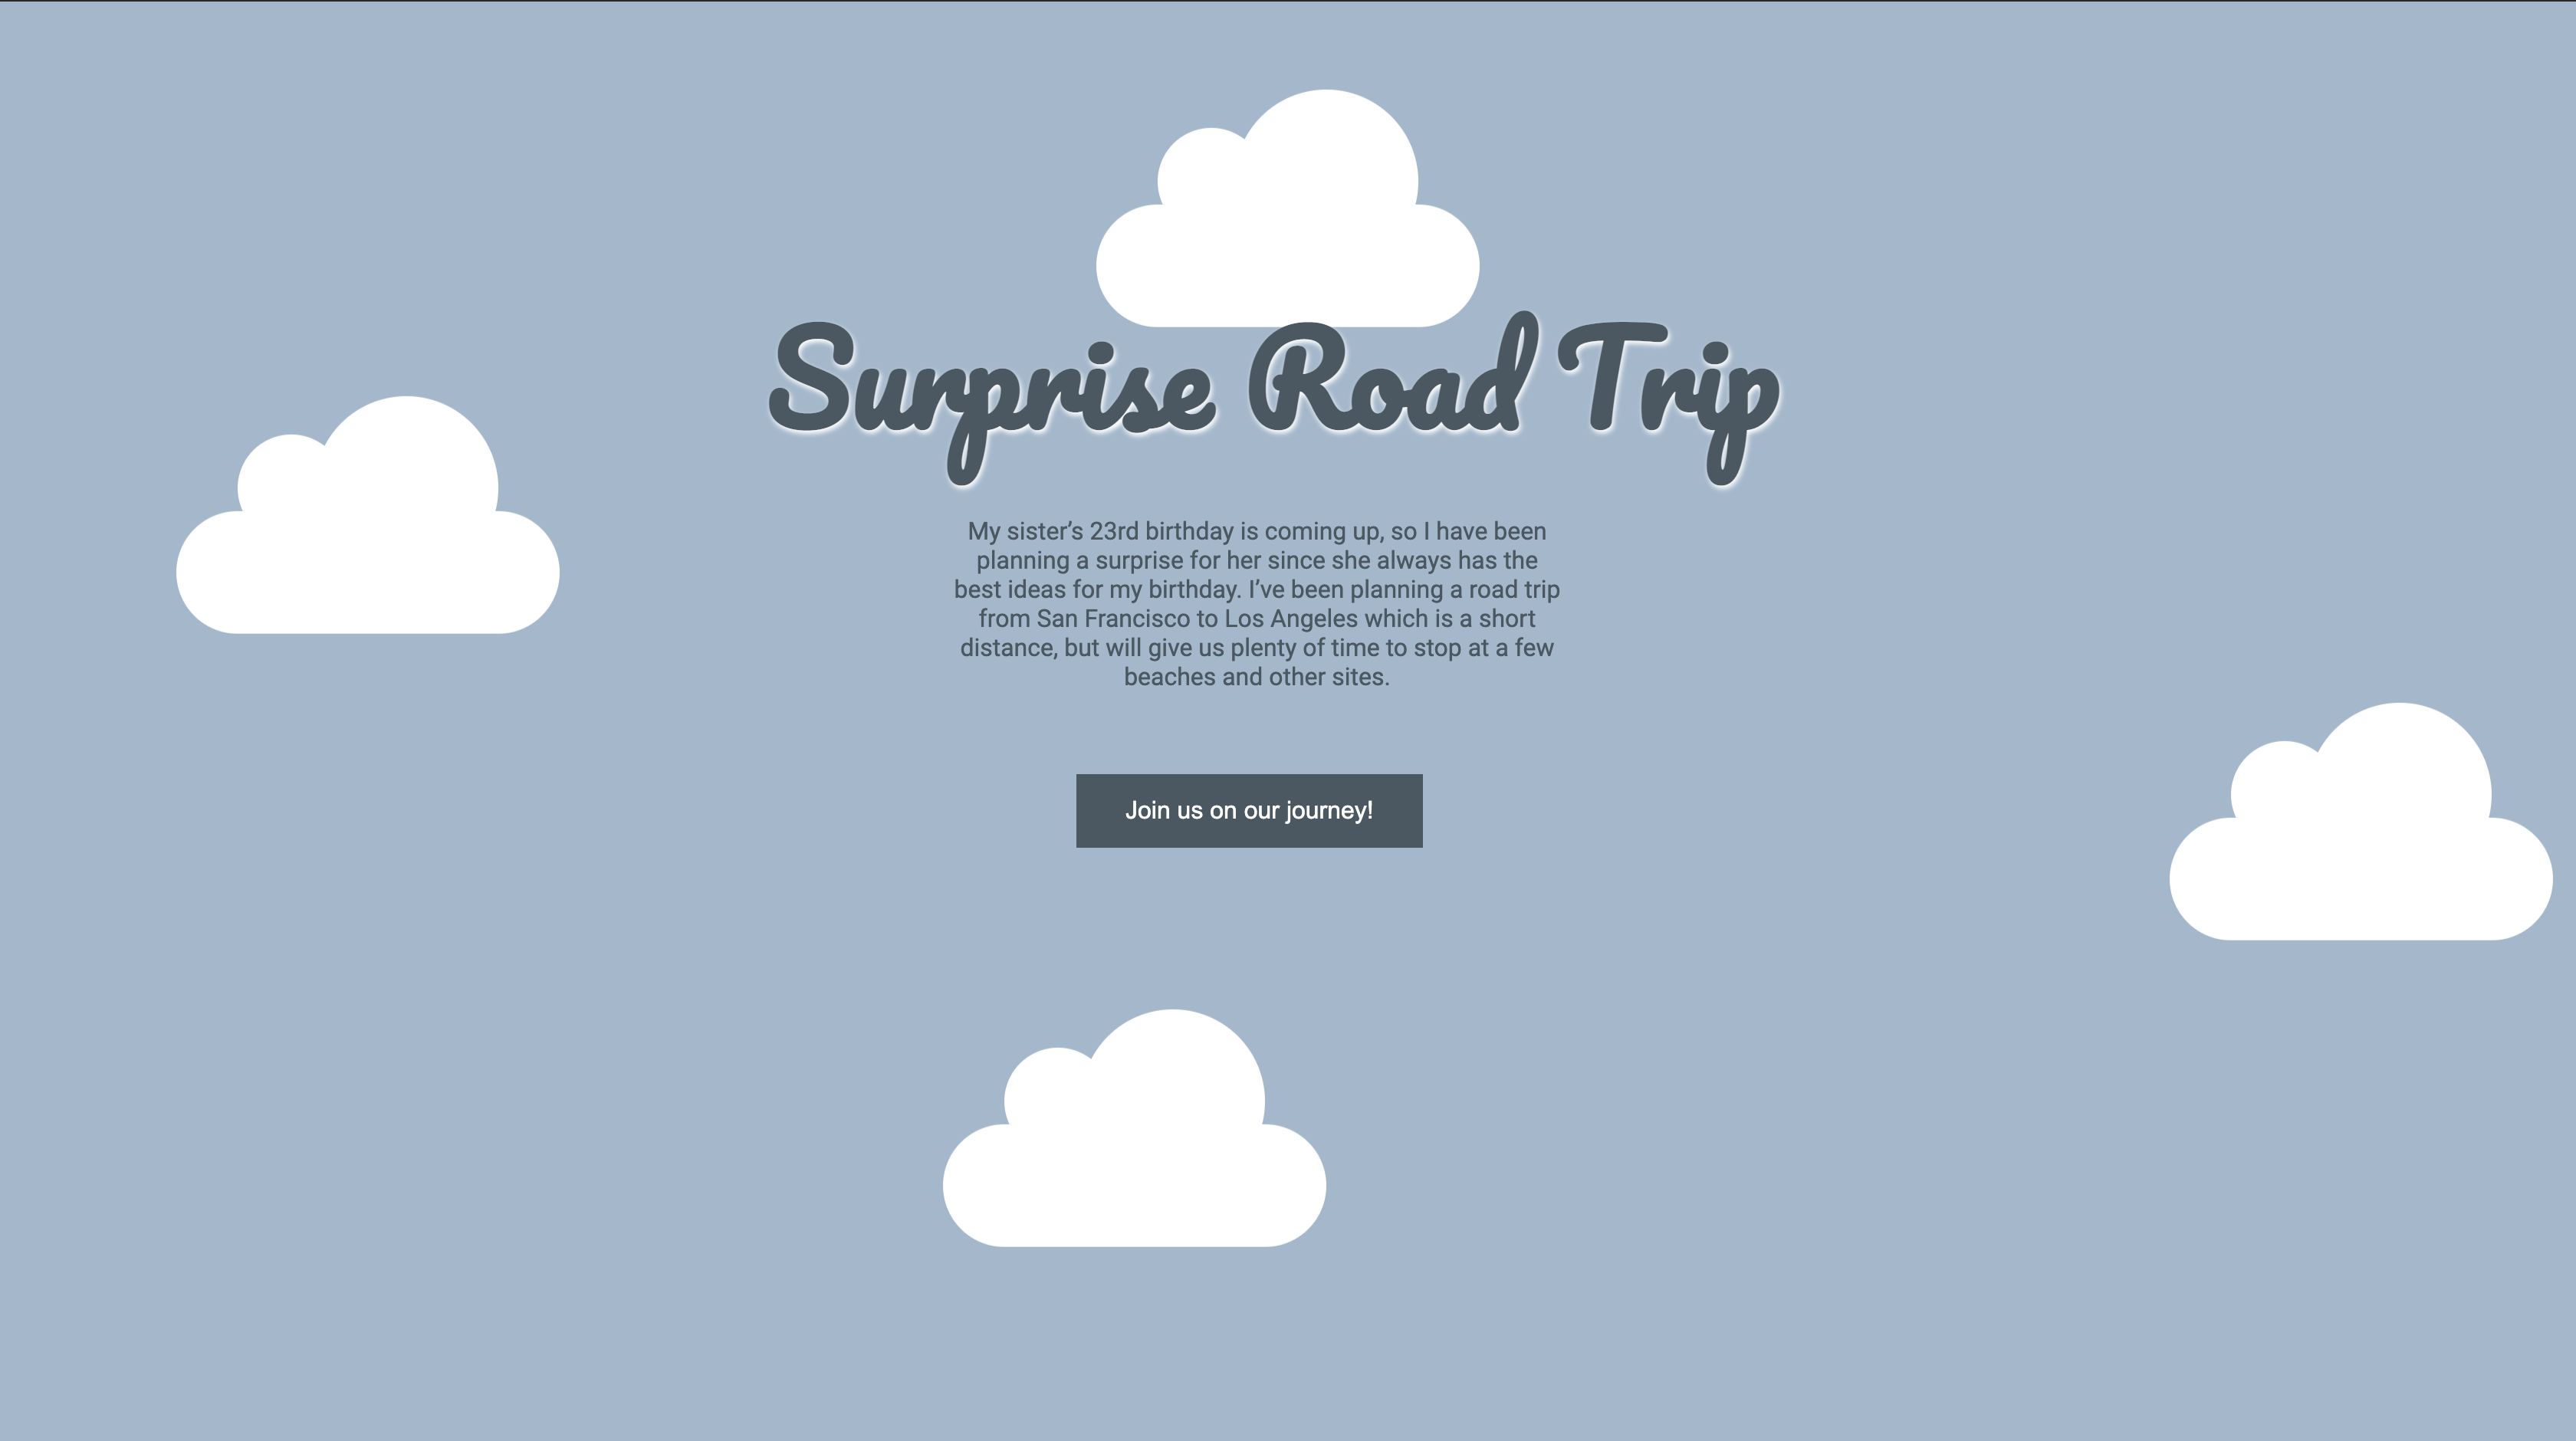 Surprise Road Trip
My sister’s 23rd birthday is coming up, so I have been
planning a surprise for her since she always has the
best ideas for my birthday. I’ve been planning a road trip
from San Francisco to Los Angeles which is a short
distance, but will give us plenty of time to stop at a few
beaches and other sites.
Join us on our journey!